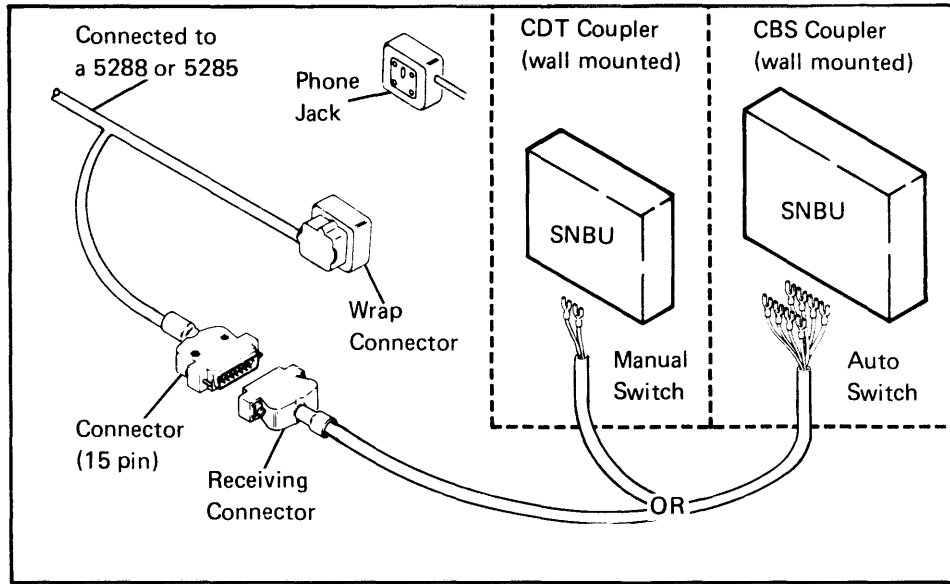 Connected to
a 5288 or 5285
Phone
Jack
CDT Coupler
(wall mounted)
CBS Coupler
(wall mounted)
SNBU
SNBU
Wrap
Connector
Manual
Switch
Auto
Switch
Connector
(15 pin)
Receiving
Connector
OR